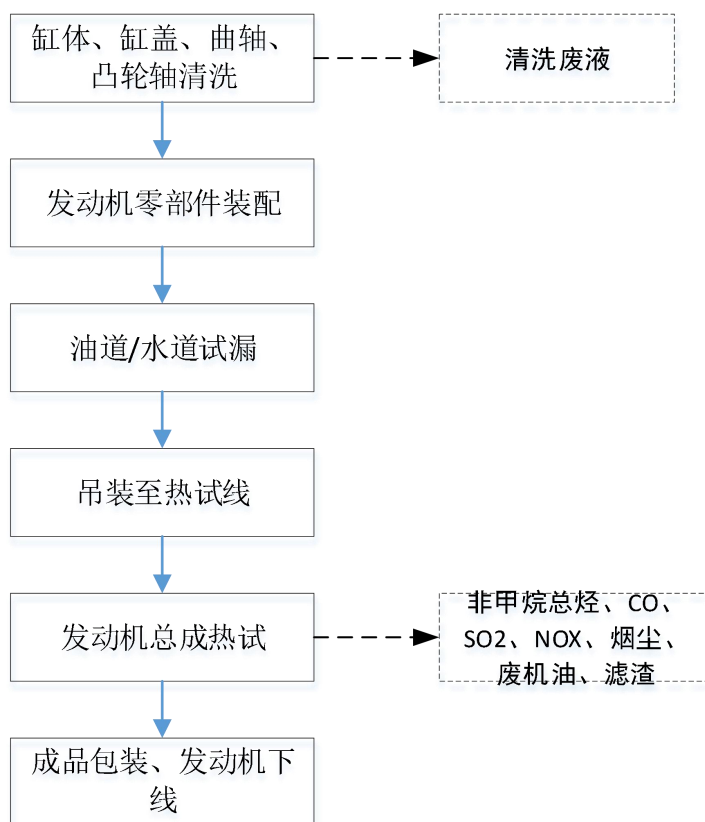 缸体、缸盖、曲轴、
凸轮轴清洗
清洗废液
发动机零部件装配
油道/水道试漏
吊装至热试线
发动机总成热试
非甲烷总烃、CO、
SO2、NOX、烟尘、
废机油、滤渣
成品包装、发动机下
线